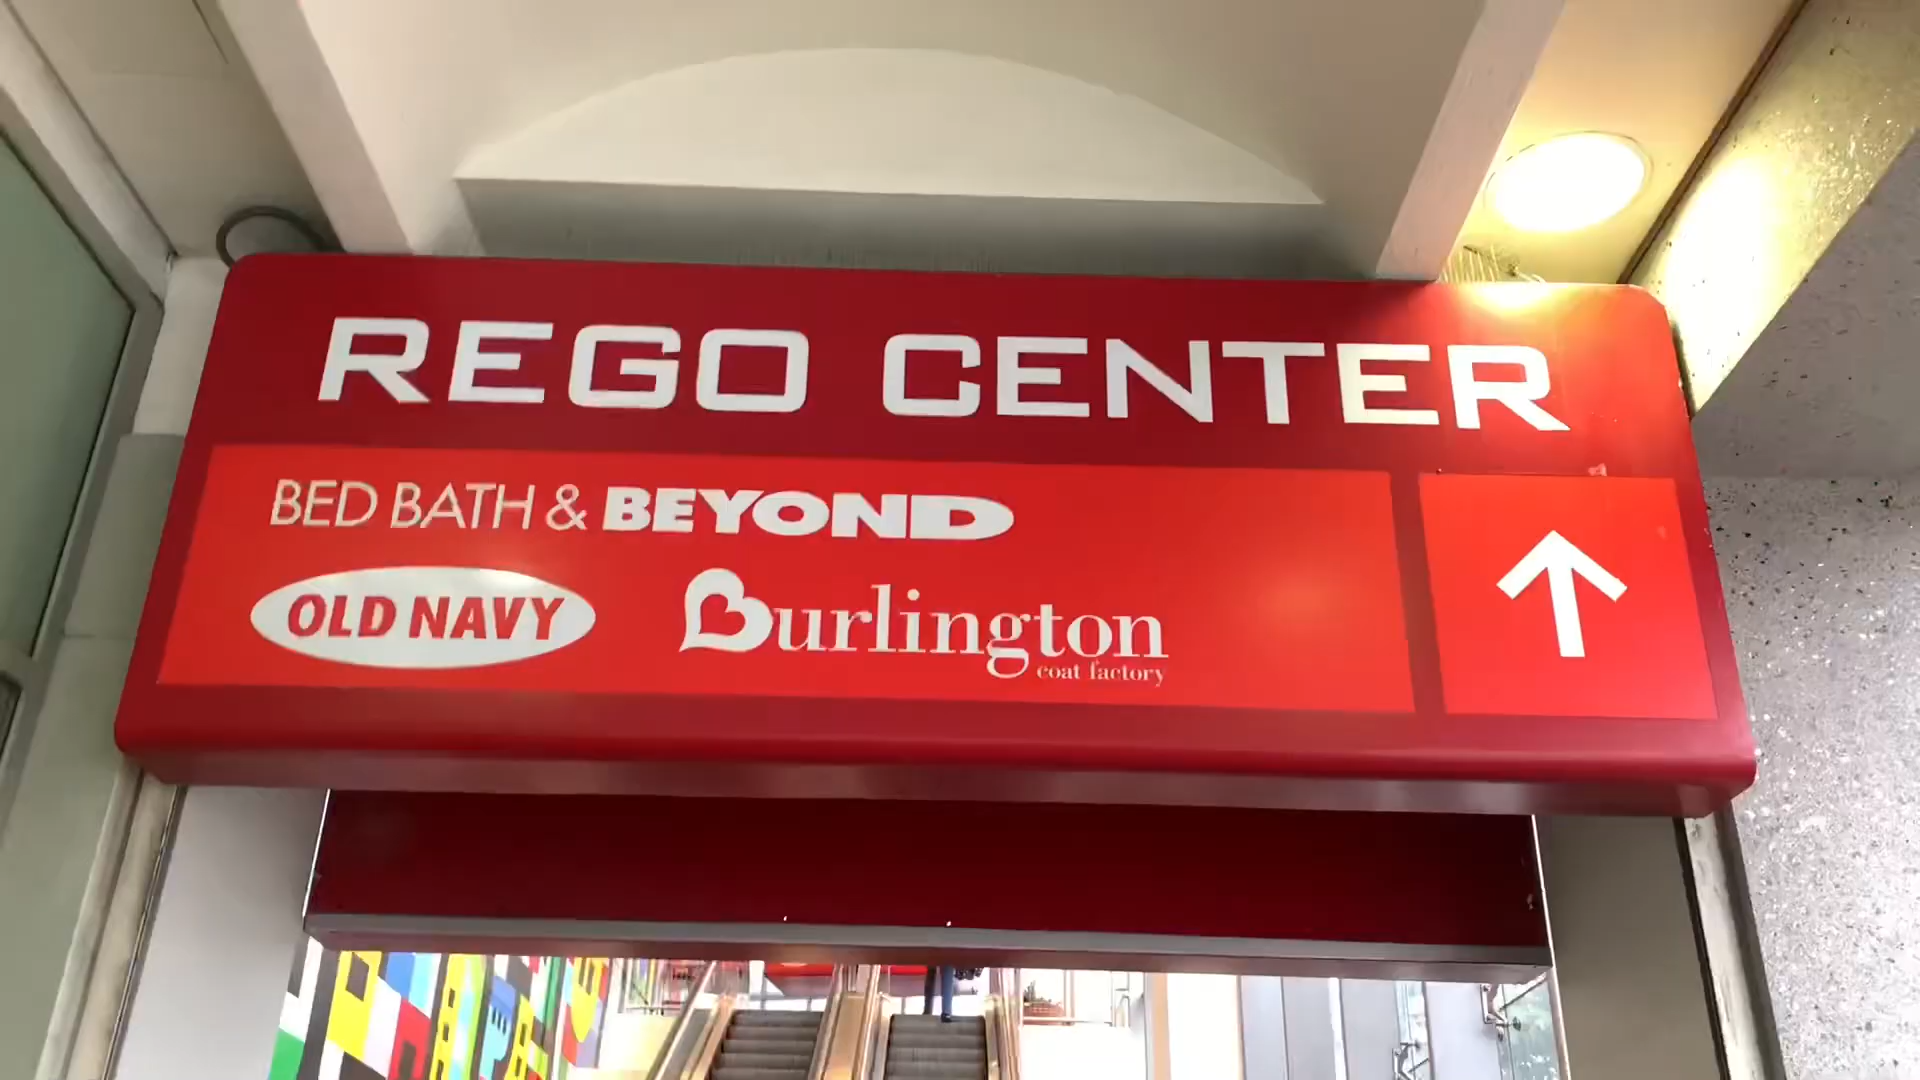 REGO CENTER
BED BATH & BEYOND
OLD NAVY
Burlington
coat factory